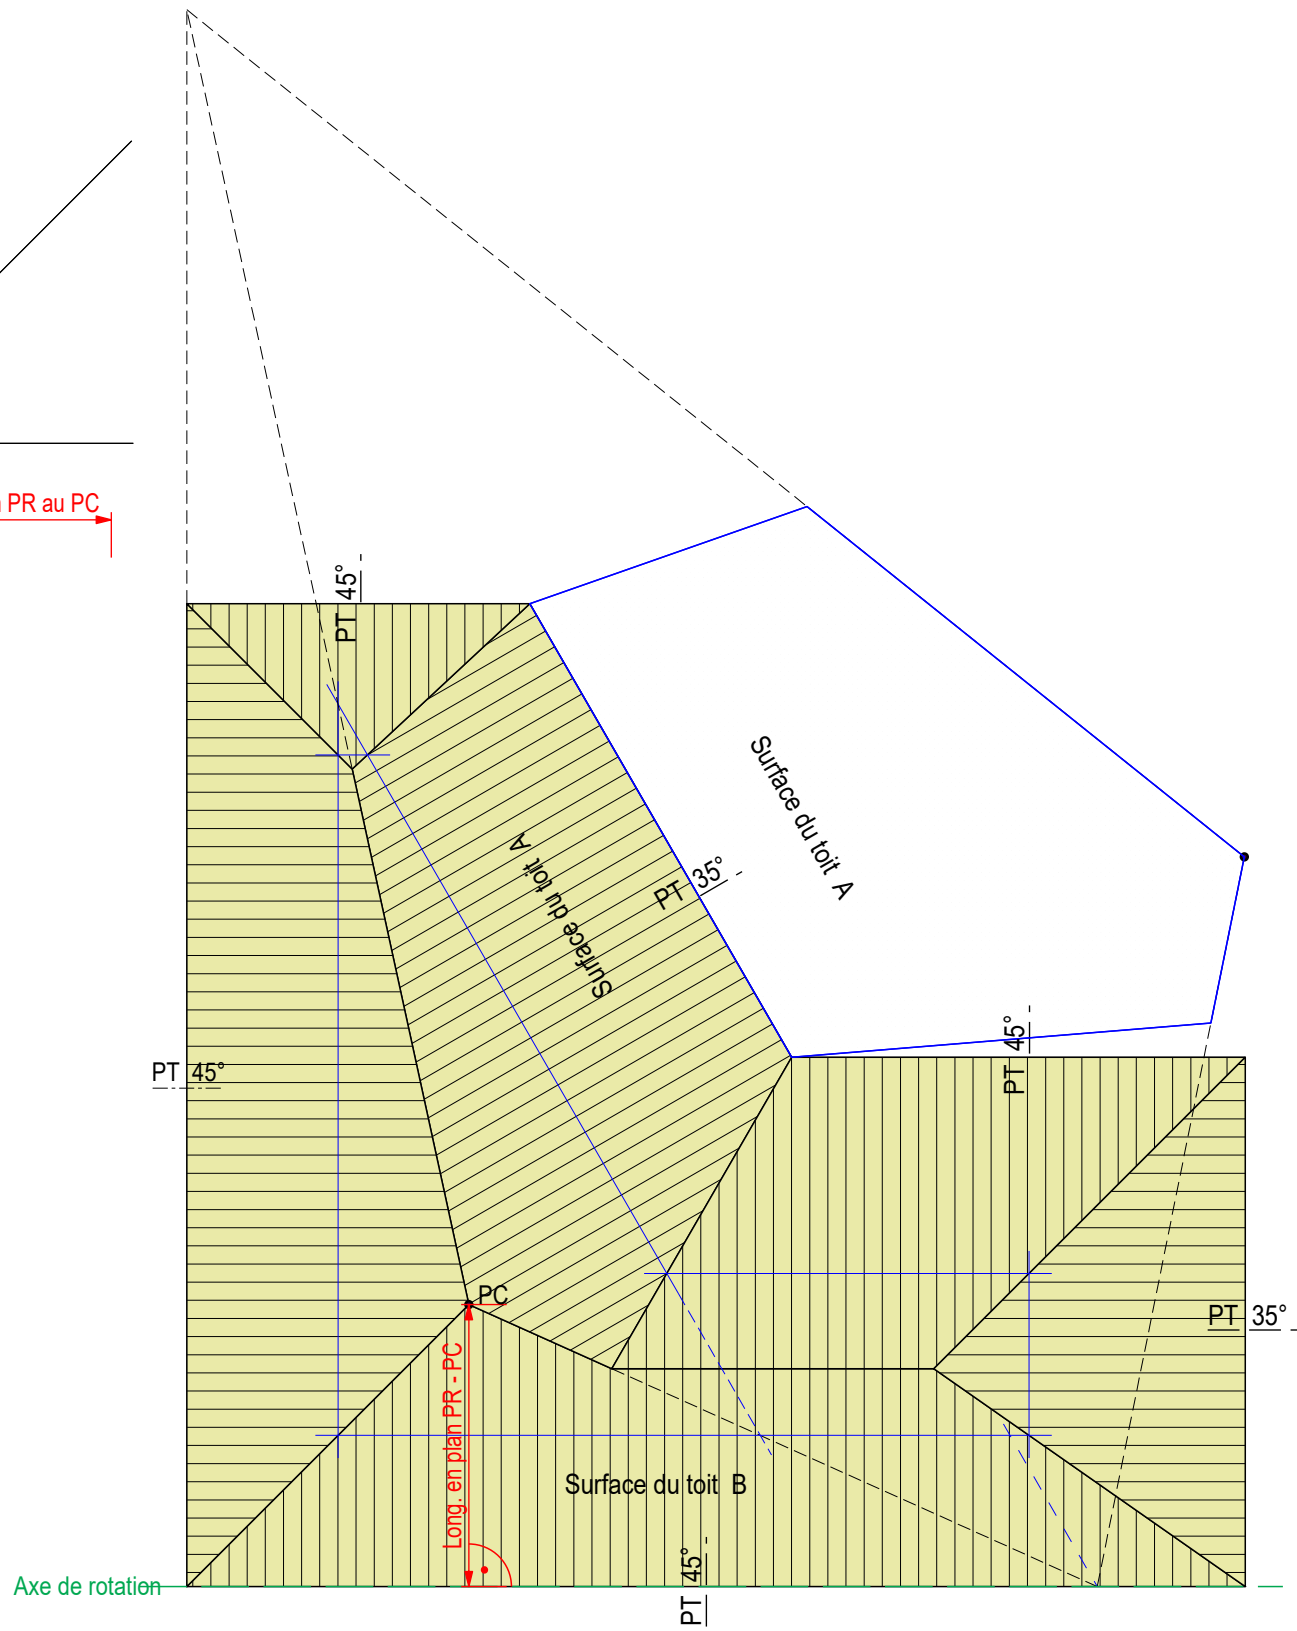 n PR au PC
PT 45°
Surface du toit A
PT 35°
Surface du toit A
PT 45°
PT 45°
PC
PT 35°
Long. en plan PR - PC
Surface du toit B
PT 45°
Axe de rotation